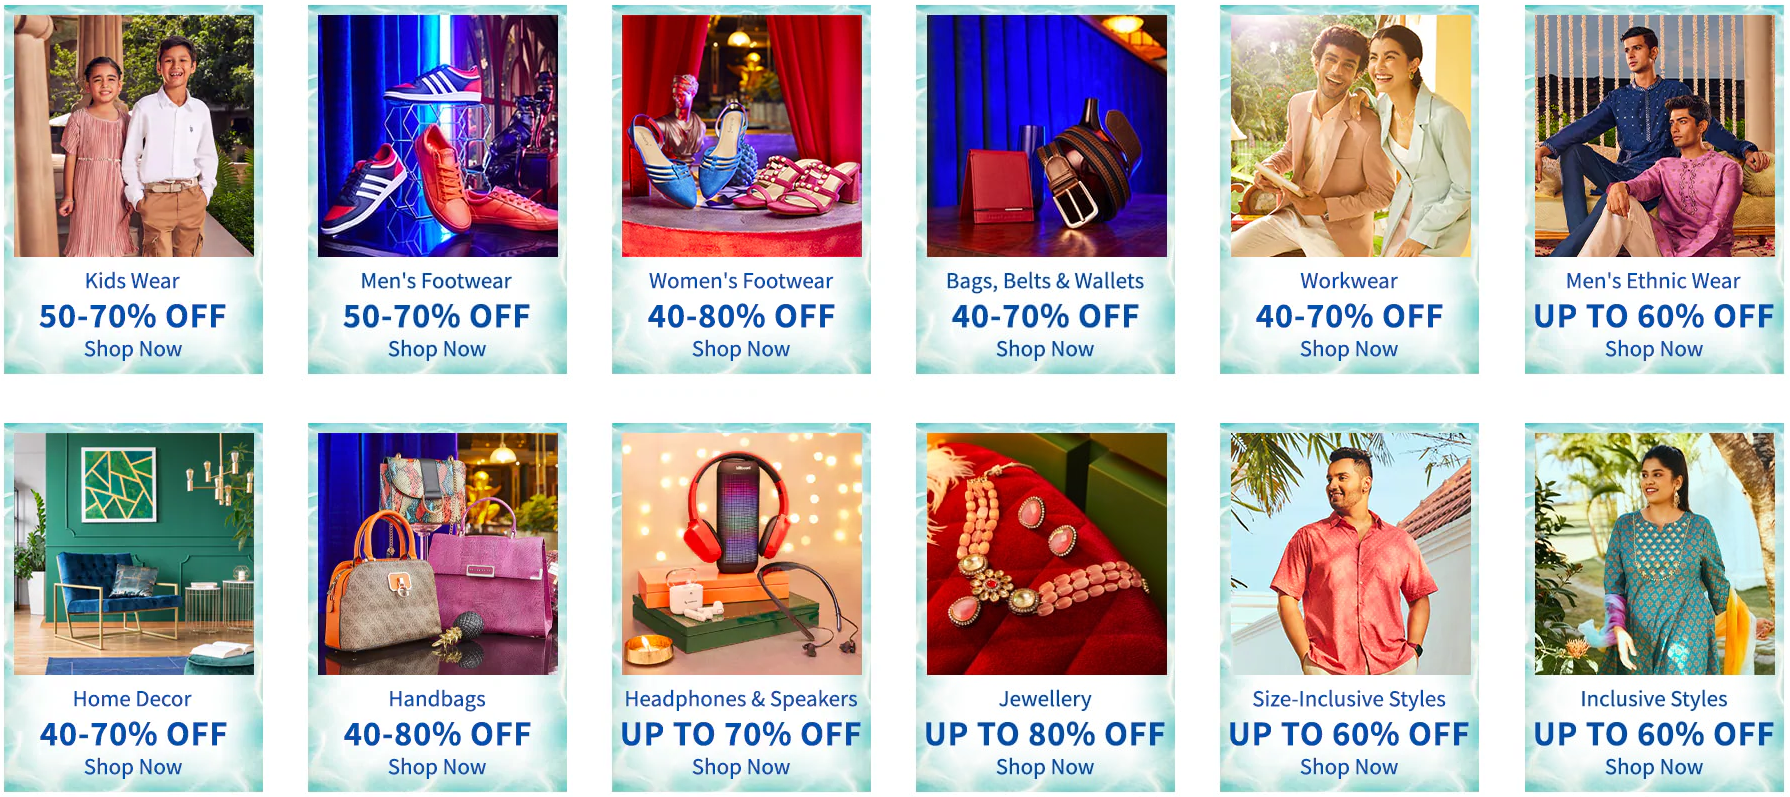 Kids Wear
50-70% OFF
Shop Now
Men's Footwear
50-70% OFF
Shop Now
Women's Footwear
40-80% OFF
Shop Now
Bags, Belts & Wallets
40-70% OFF
Shop Now
Workwear
40-70% OFF
Shop Now
Men's Ethnic Wear
UP TO 60% OFF
Shop Now
Home Decor
40-70% OFF
Shop Now
Handbags
40-80% OFF
Shop Now
Headphones & Speakers
UP TO 70% OFF
Shop Now
Jewellery
UP TO 80% OFF
Shop Now
Size-Inclusive Styles
UP TO 60% OFF
Shop Now
Inclusive Styles
UP TO 60% OFF
Shop Now